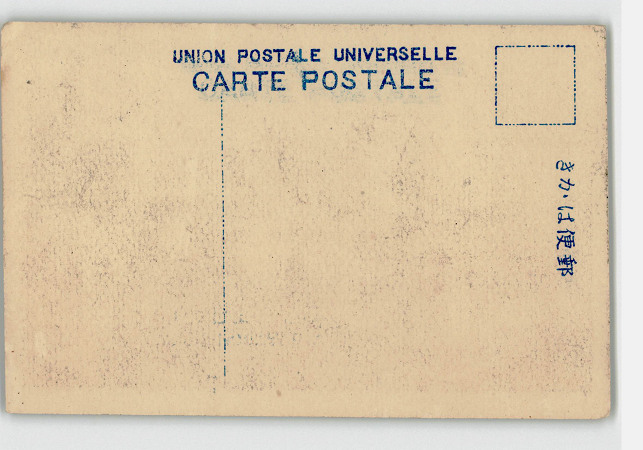 UNION POSTALE UNIVERSELLE
CARTE POSTALE
郵便はかき